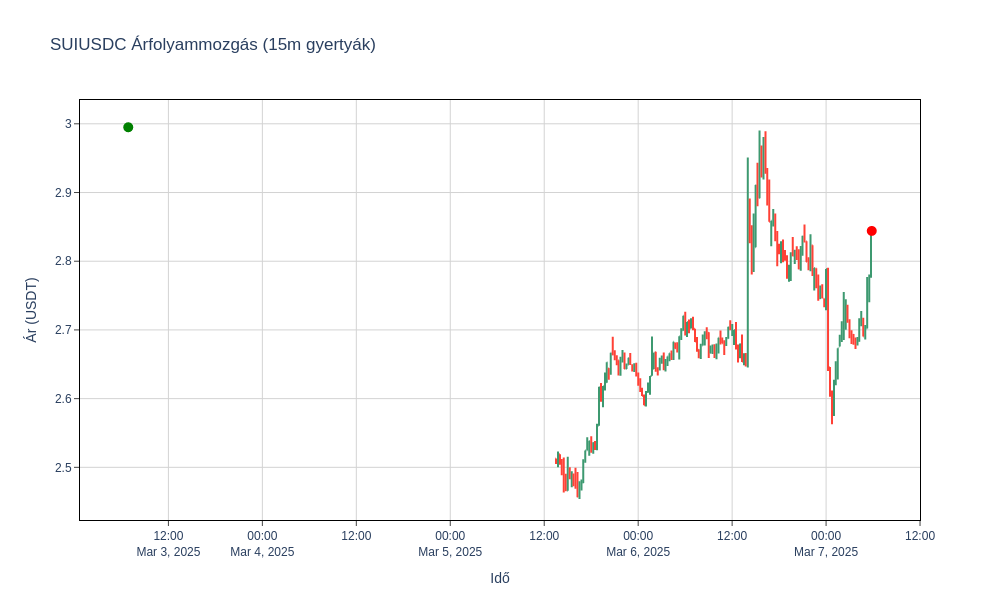 SUIUSDC Árfolyammozgás (15m gyertyák)
Ár (USDT)
3
2.9
2.8
2.7
2.6
2.5
12:00 00:00 12:00 00:00 12:00 00:00 12:00 00:00 12:00
Mar 3, 2025 Mar 4, 2025 Mar 5, 2025 Mar 6, 2025 Mar 7, 2025
Idő